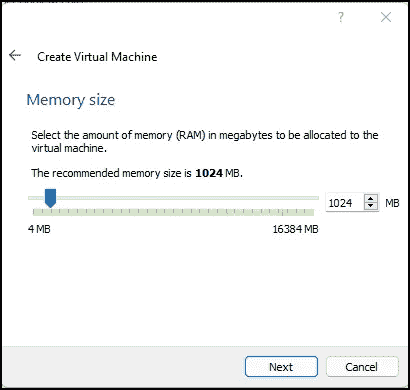 Create Virtual Machine
Memory size
Select the amount of memory (RAM) in megabytes to be allocated to the
virtual machine.
The recommended memory size is 1024 MB.
1024 MB
4 MB 16384 MB
Next Cancel